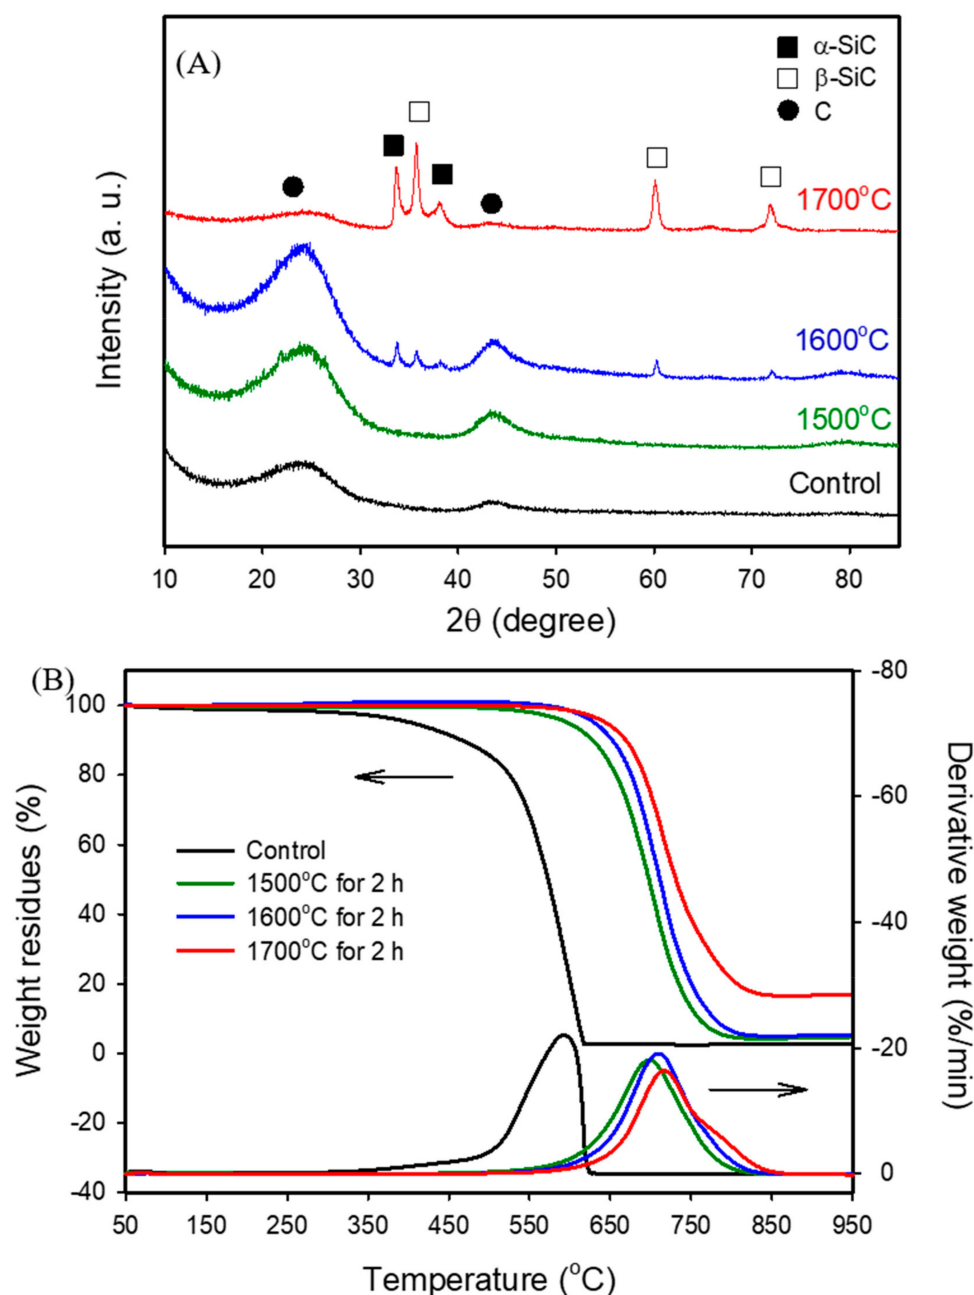 (A)
α-SiC
β-SiC
C
1700°C
1600°C
1500°C
Control
Intensity (a. u.)
10 20 30 40 50 60 70 80
2θ (degree)
(B)
100
80
60
40
20
0
-20
-40
Weight residues (%)
Control
1500°C for 2 h
1600°C for 2 h
1700°C for 2 h
-80
-60
-40
-20
0
Derivative weight (%/min)
50 150 250 350 450 550 650 750 850 950
Temperature (°C)